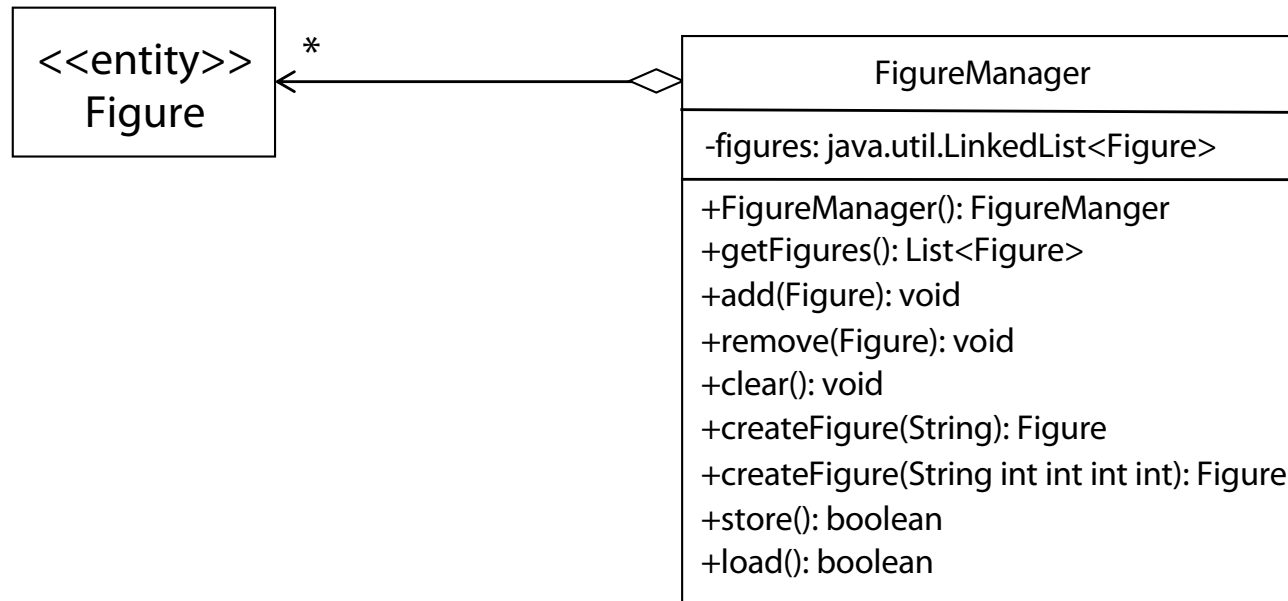 <<entity>>
Figure
*
FigureManager
-figures: java.util.LinkedList<Figure>
+FigureManager(): FigureManger
+getFigures(): List<Figure>
+add(Figure): void
+remove(Figure): void
+clear(): void
+createFigure(String): Figure
+createFigure(String int int int int): Figure
+store(): boolean
+load(): boolean